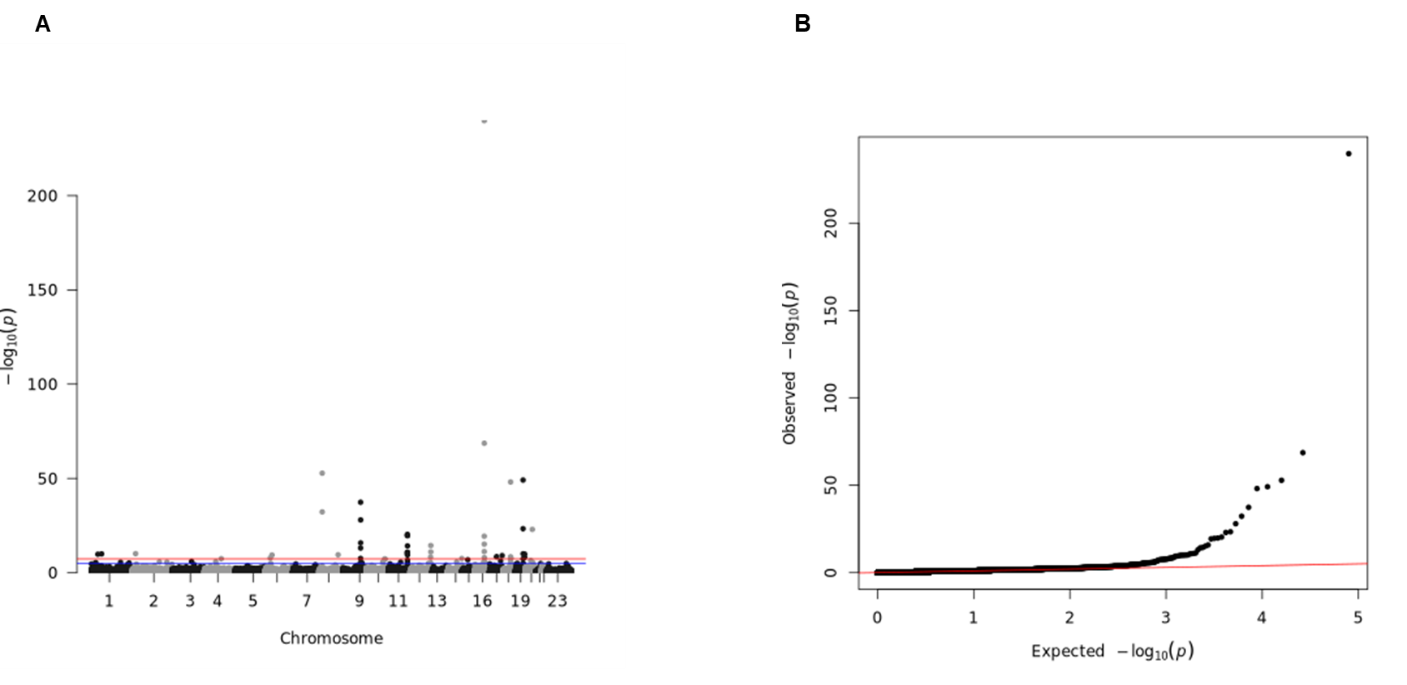 A
B
200
150
100
50
0
−log10(p)
1 2 3 4 5 7 9 11 13 16 19 23
Chromosome
200
150
100
50
0
Observed −log10(p)
0 1 2 3 4 5
Expected −log10(p)